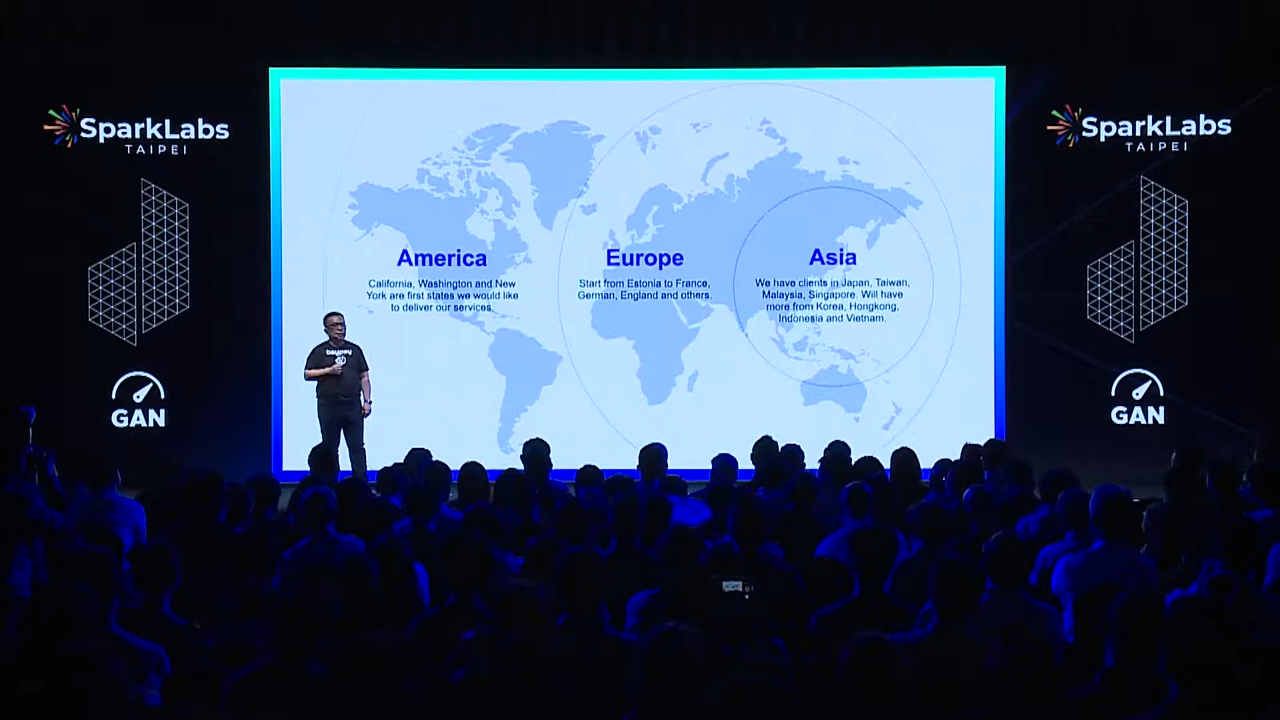 SparkLabs
TAIPEI
GAN
America
California, Washington and New
York are first states we would like
to deliver our services.
Europe
Start from Estonia to France,
German, England and others.
Asia
We have clients in Japan, Taiwan,
Malaysia, Singapore. Will have
more from Korea, Hongkong,
Indonesia and Vietnam.
baypay
SparkLabs
TAIPEI
GAN